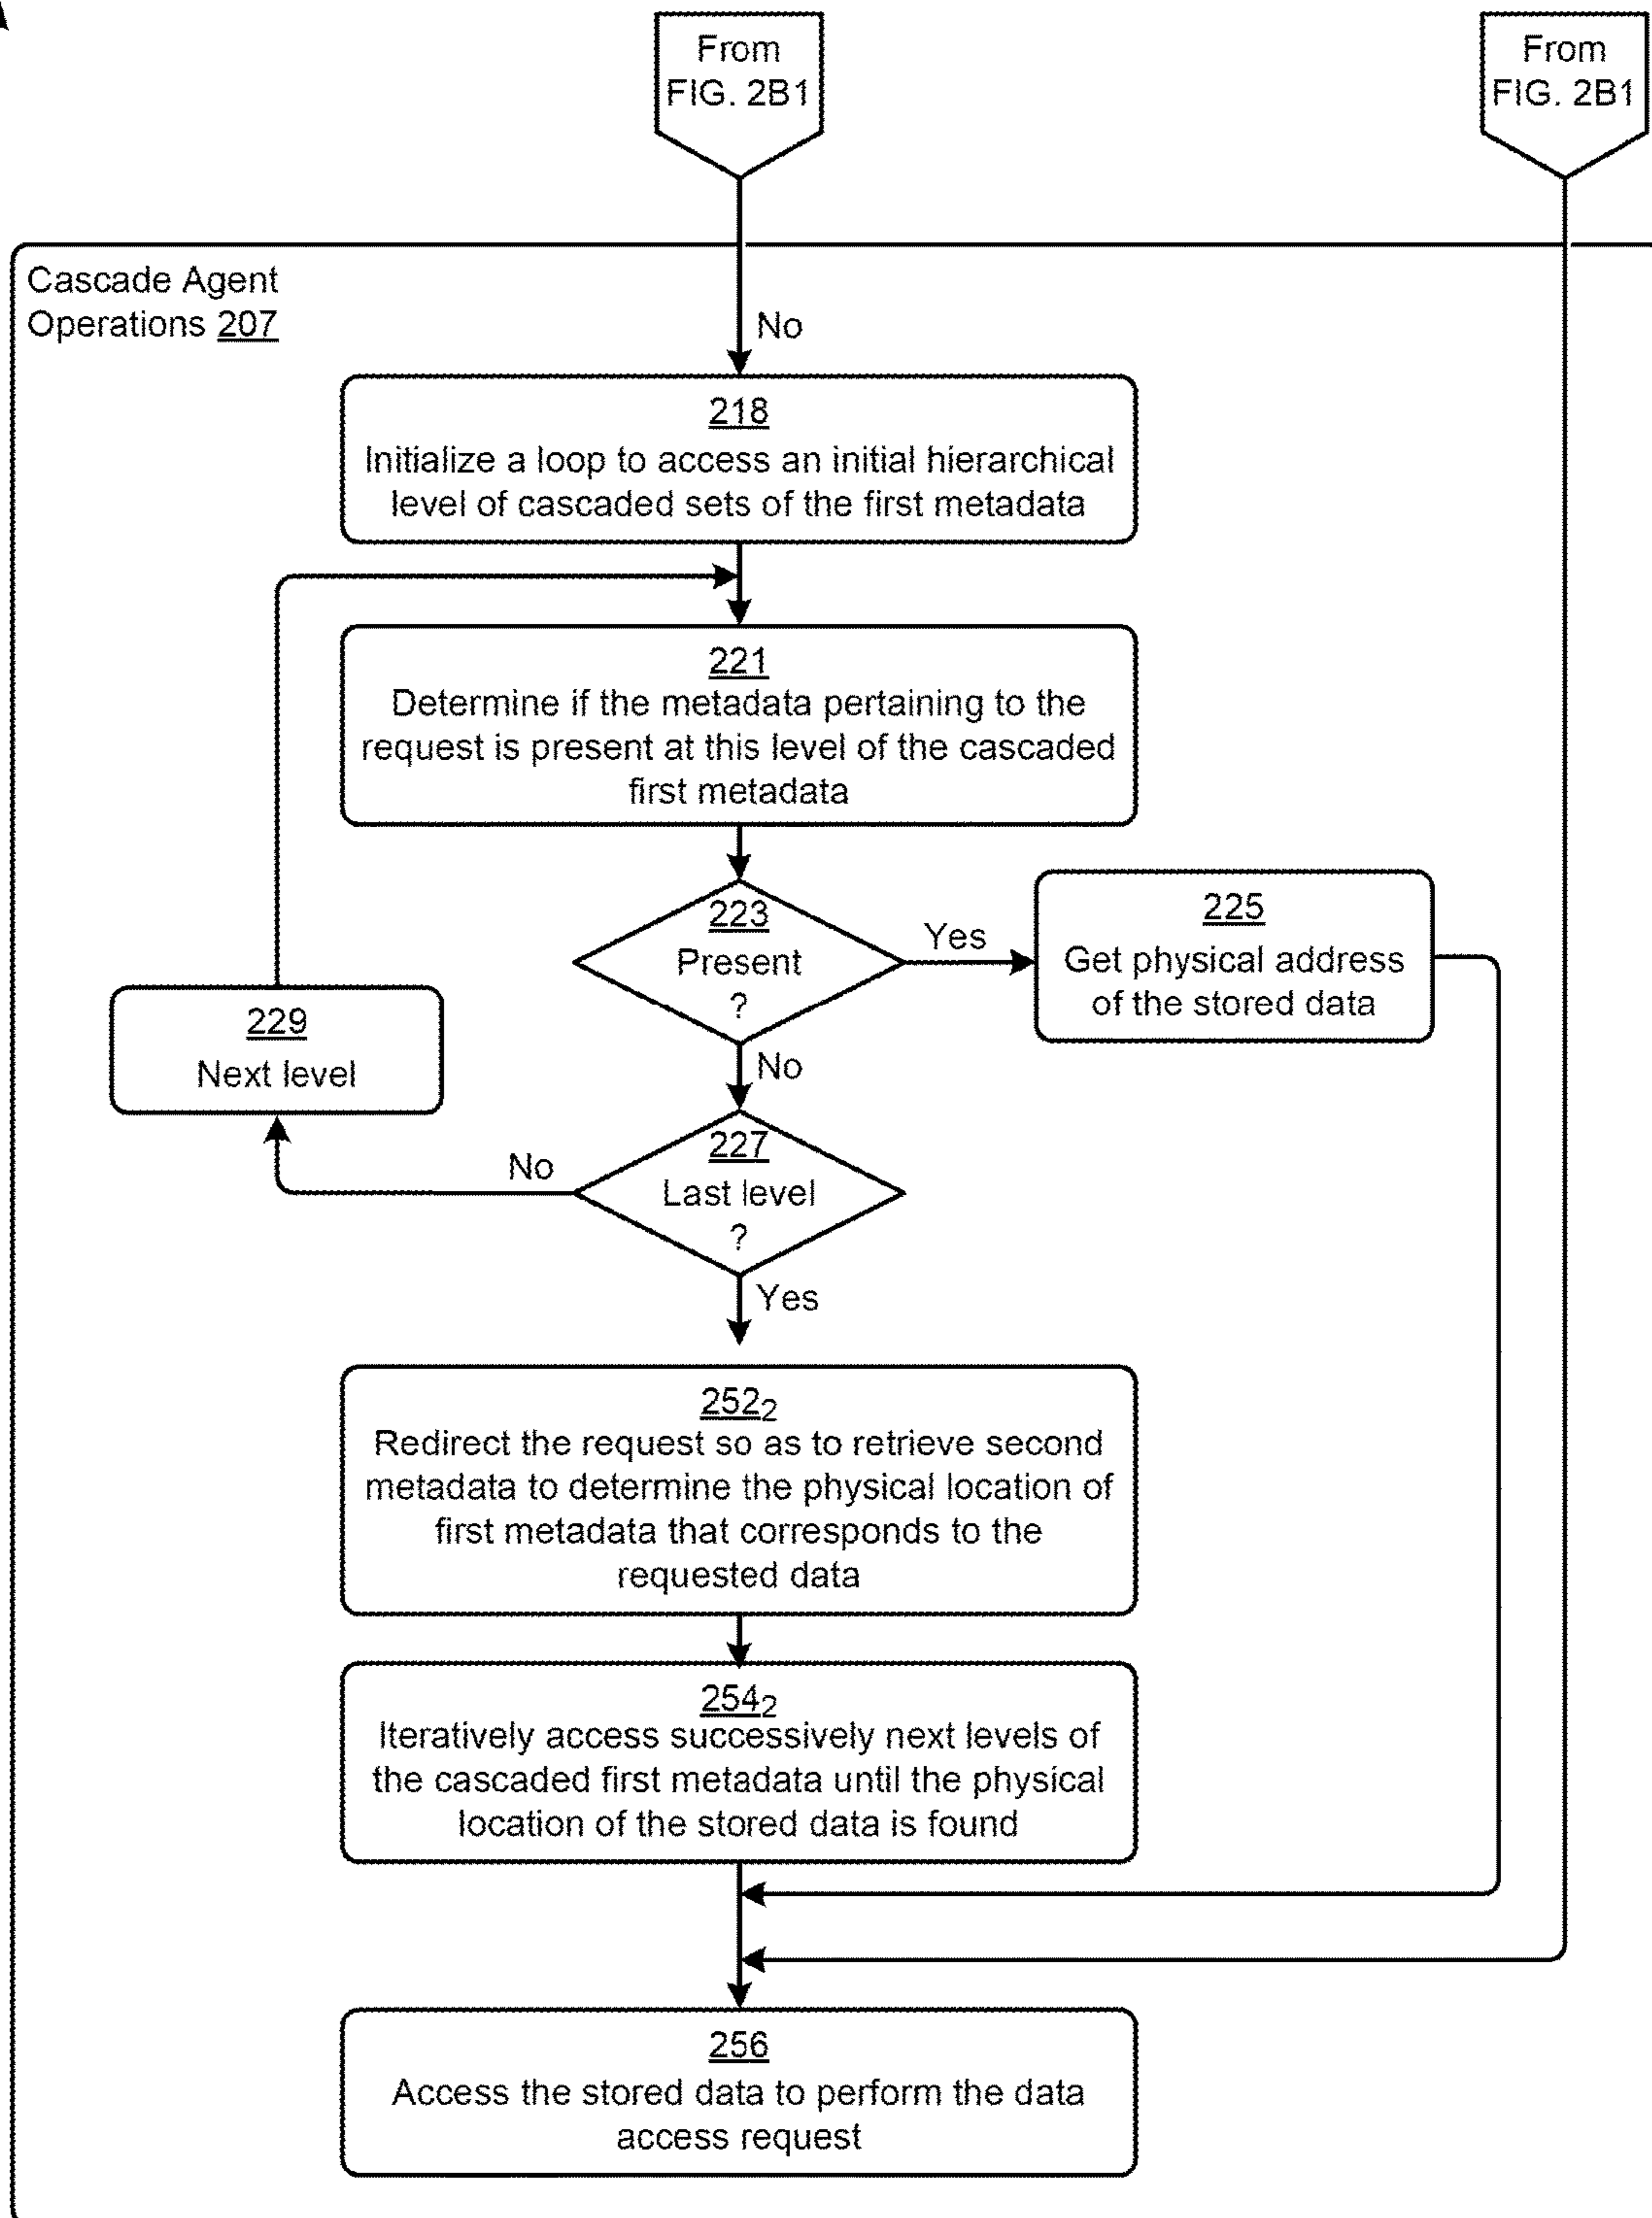 From
FIG. 2B1
From
FIG. 2B1
Cascade Agent
Operations 207
No
218
Initialize a loop to access an initial hierarchical
level of cascaded sets of the first metadata
221
Determine if the metadata pertaining to the
request is present at this level of the cascaded
first metadata
223
Present
?
Yes
225
Get physical address
of the stored data
229
Next level
No
227
Last level
?
No
Yes
252₂
Redirect the request so as to retrieve second
metadata to determine the physical location of
first metadata that corresponds to the
requested data
254₂
Iteratively access successively next levels of
the cascaded first metadata until the physical
location of the stored data is found
256
Access the stored data to perform the data
access request